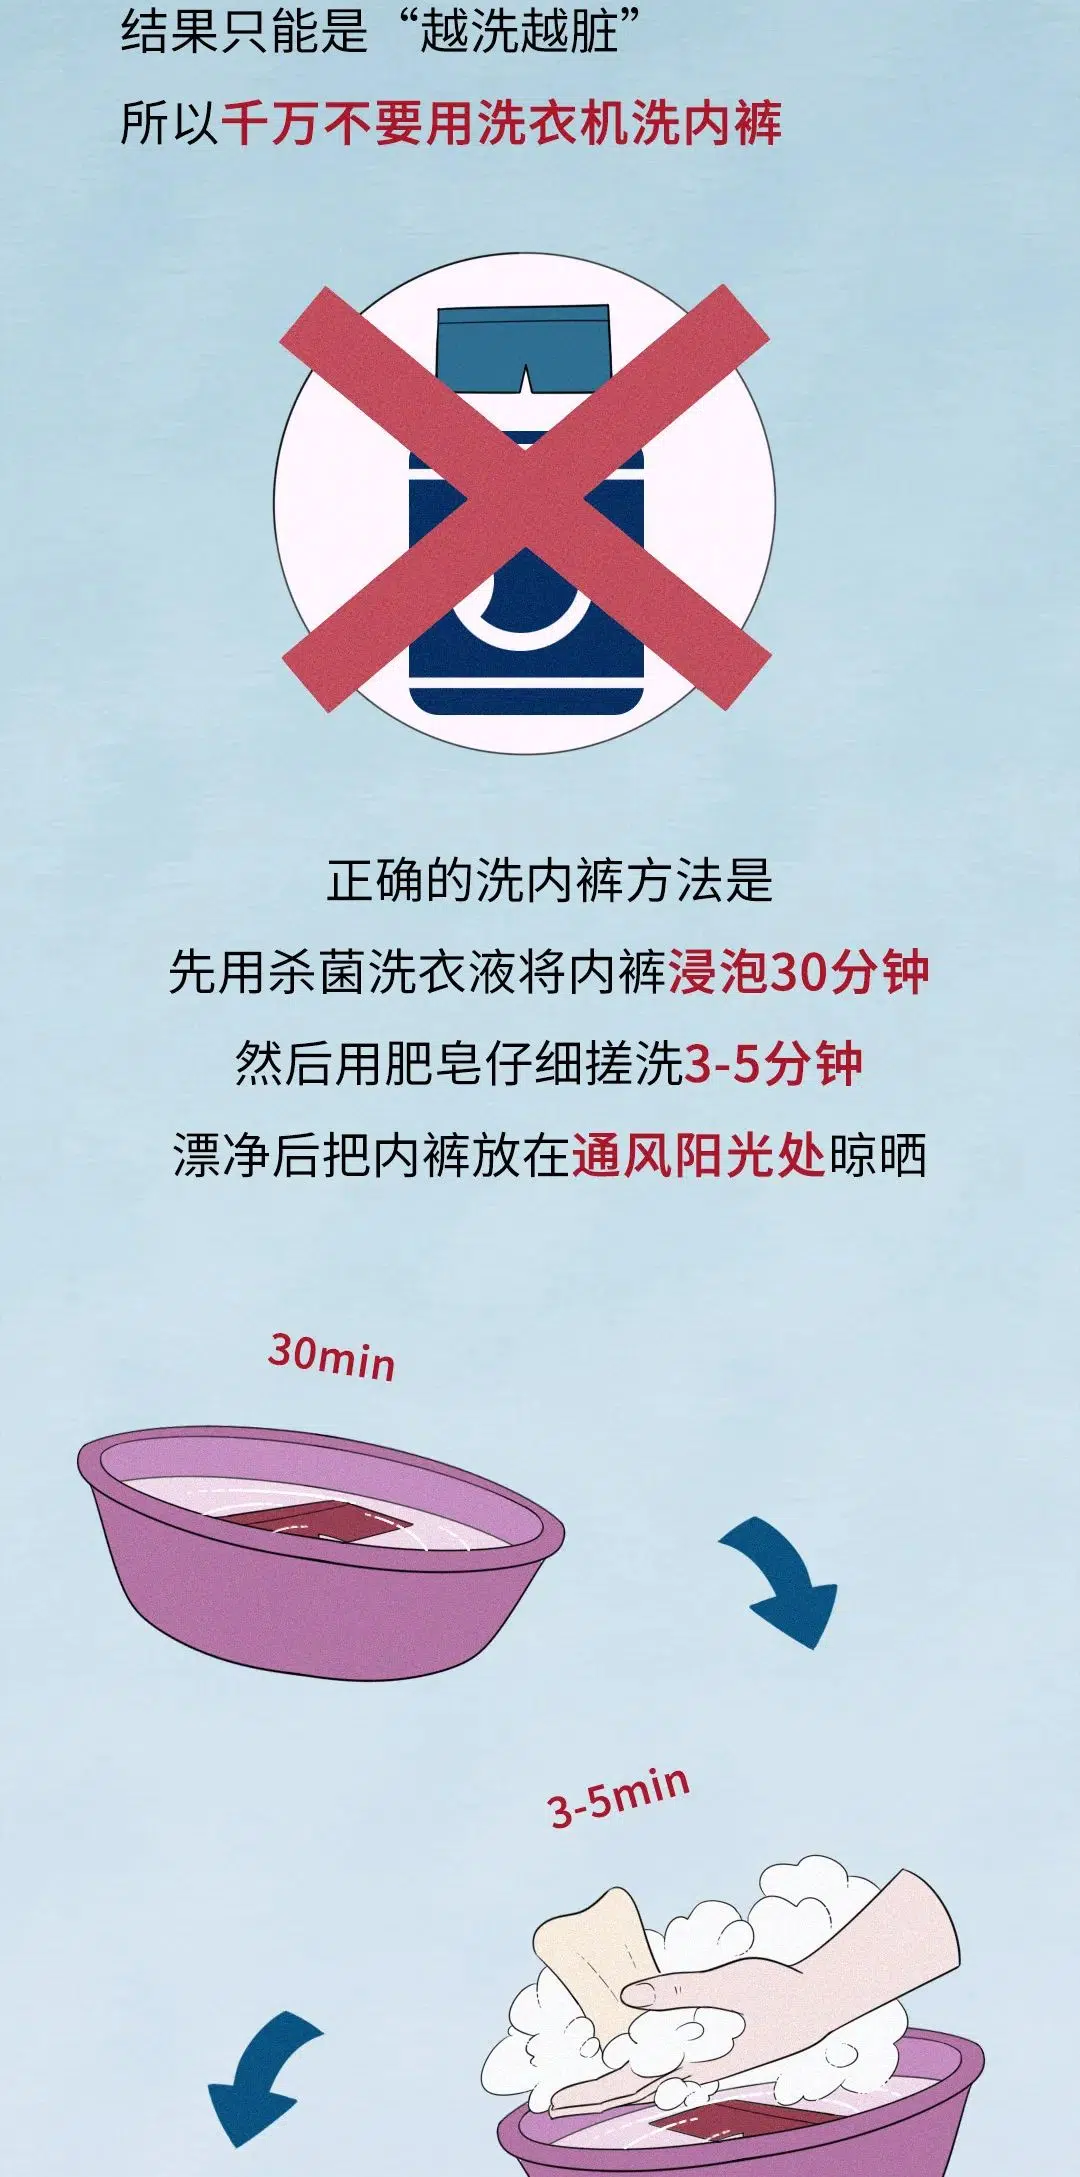 结果只能是“越洗越脏”
所以千万不要用洗衣机洗内裤
正确的洗内裤方法是
先用杀菌洗衣液将内裤浸泡30分钟
然后用肥皂仔细搓洗3-5分钟
漂净后把内裤放在通风阳光处晾晒
30min
3-5min